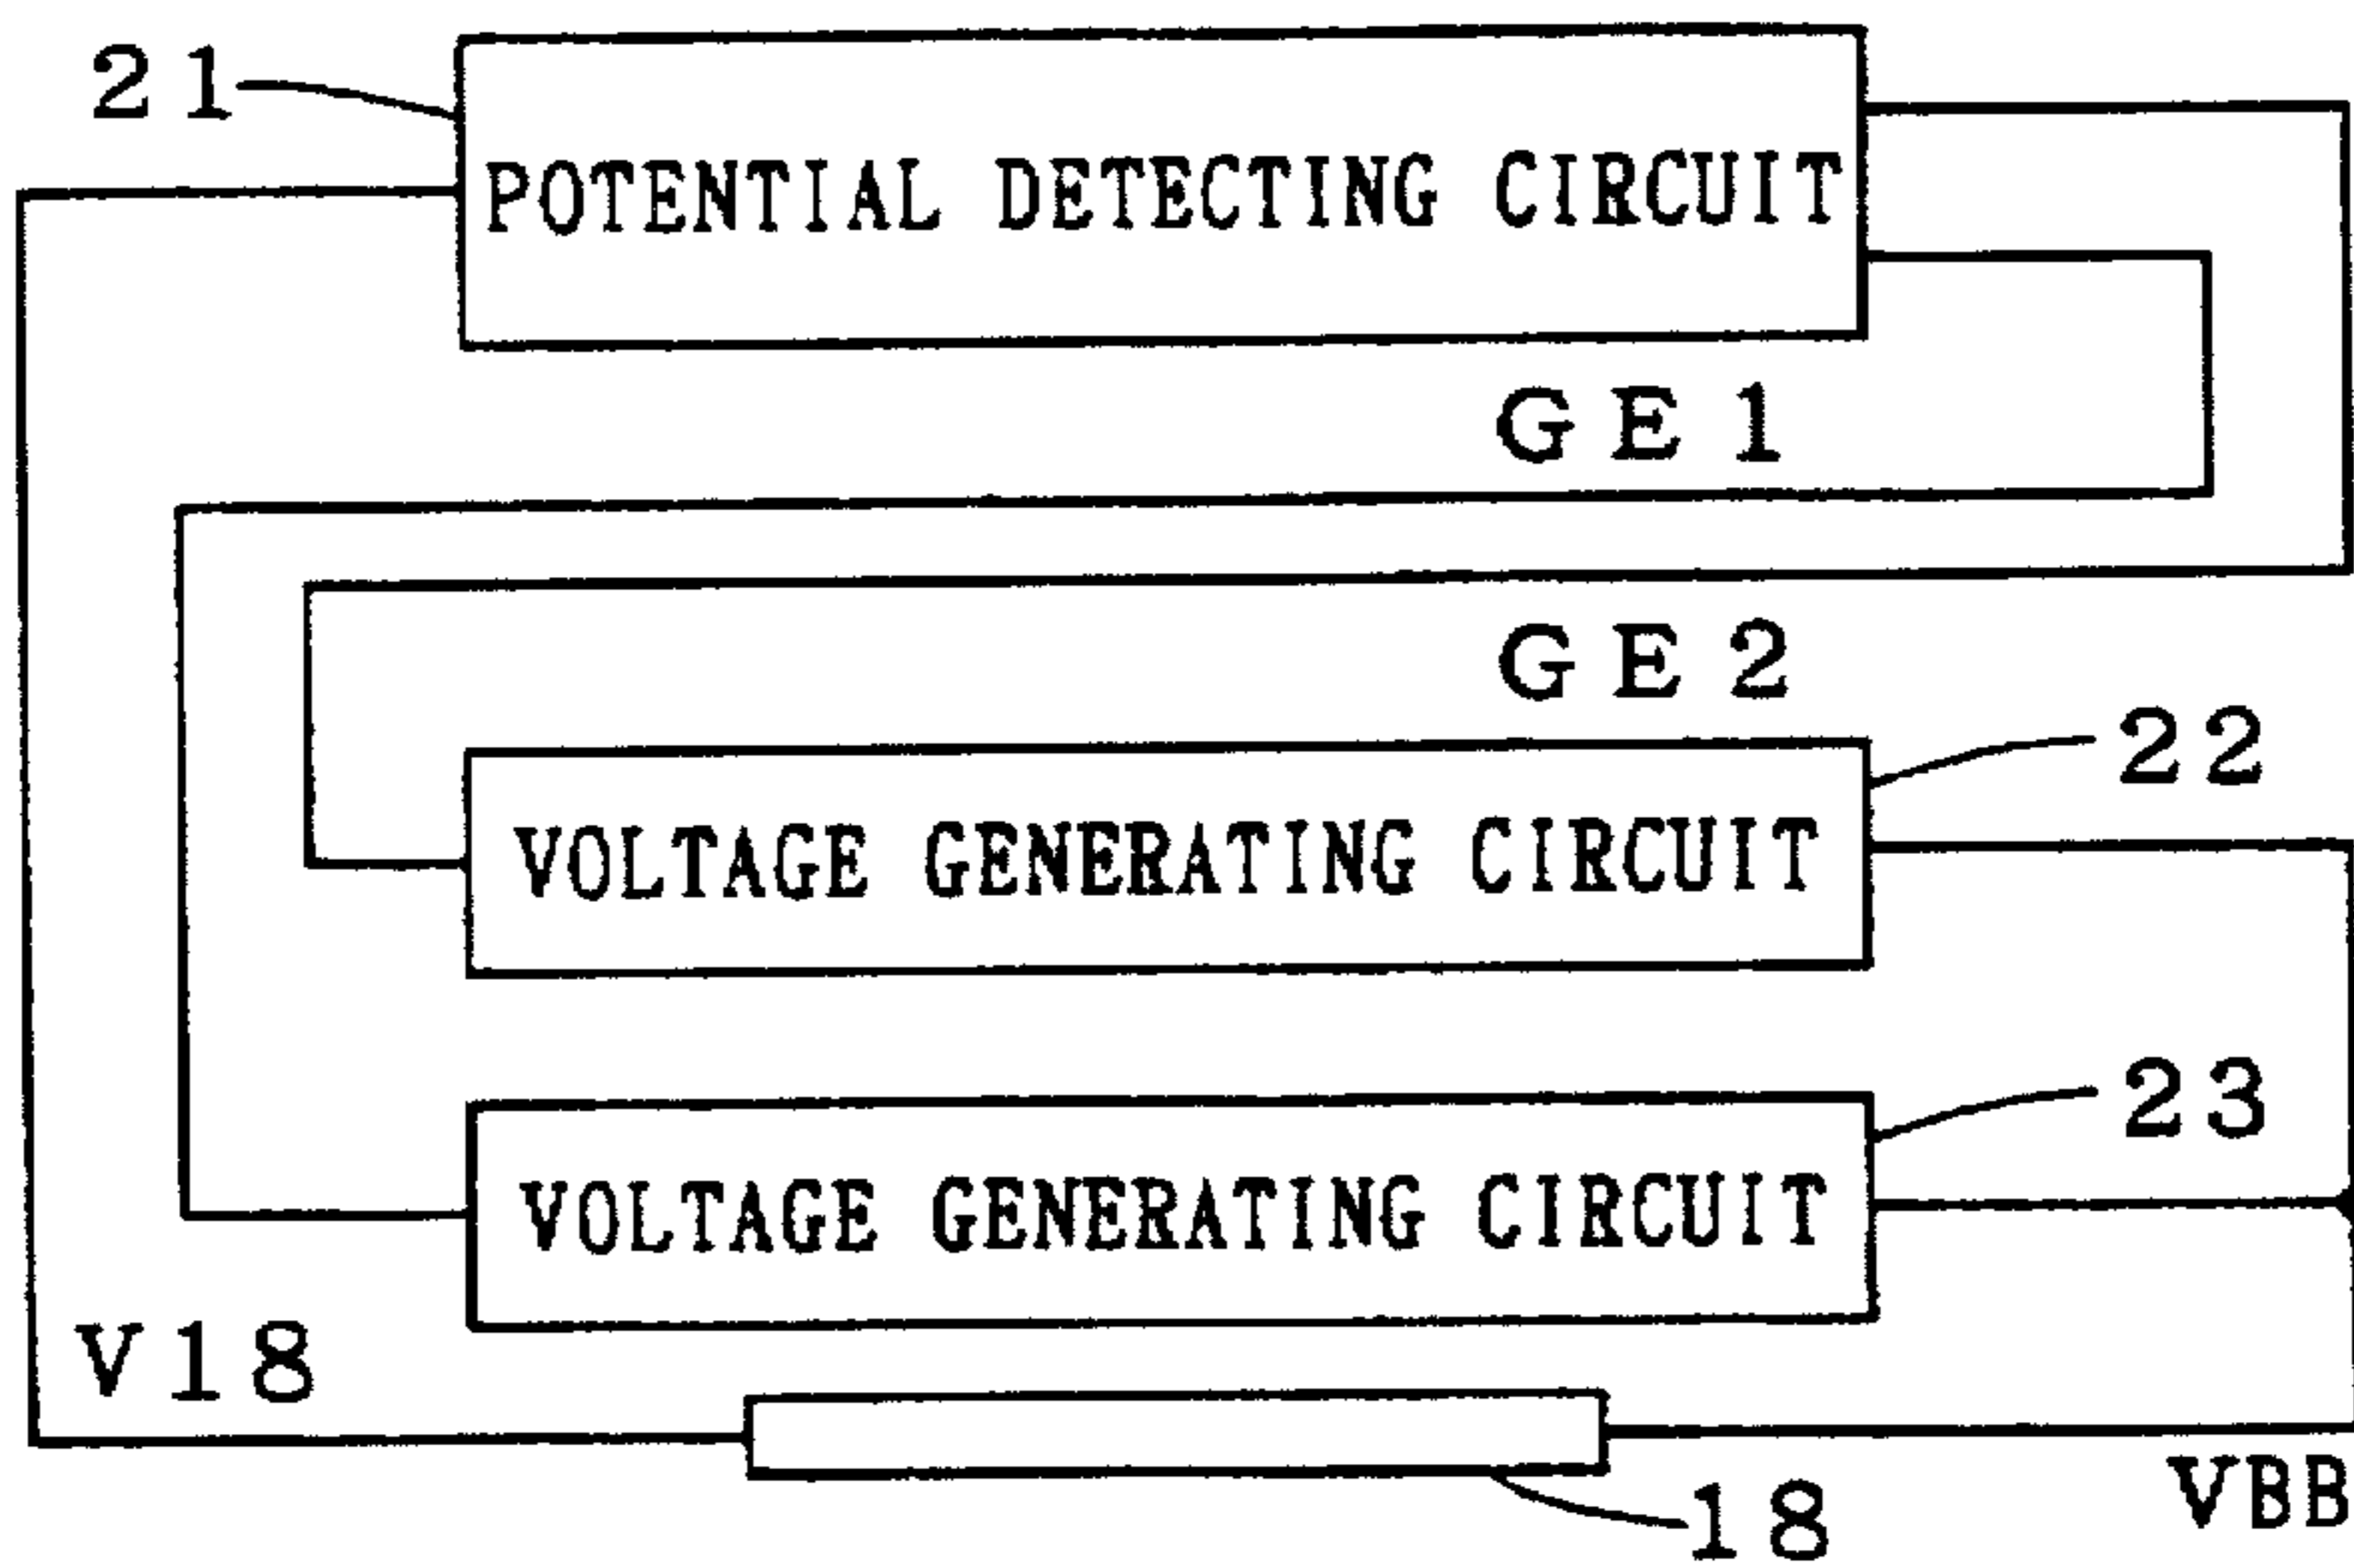 21
POTENTIAL DETECTING CIRCUIT
GE1
GE2
22
VOLTAGE GENERATING CIRCUIT
23
VOLTAGE GENERATING CIRCUIT
V18
18
VBB